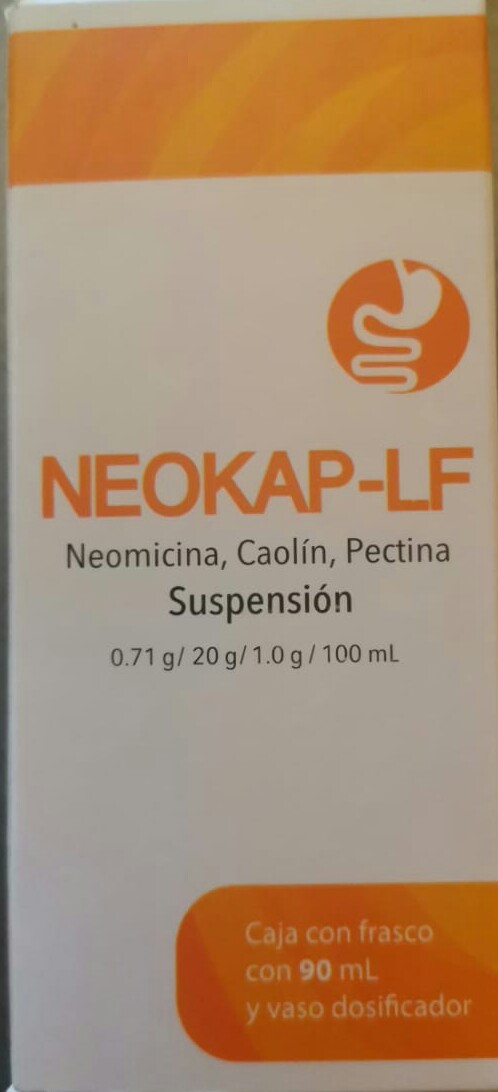 NEOKAP-LF
Neomicina, Caolín, Pectina
Suspensión
0.71 g/ 20 g/ 1.0 g / 100 mL
Caja con frasco
con 90 mL
y vaso dosificador